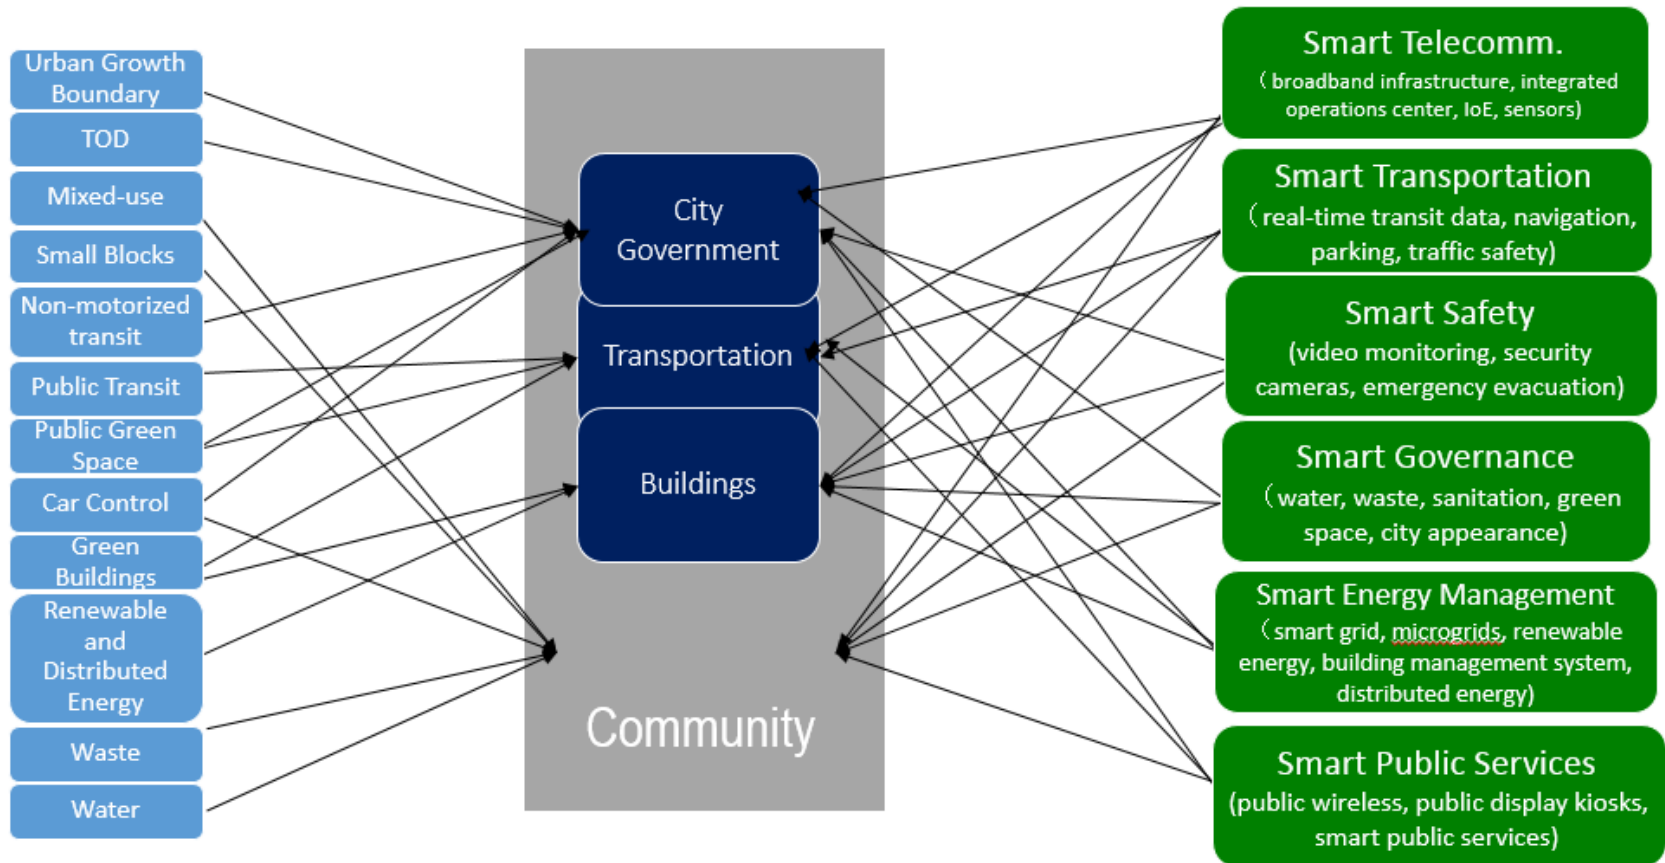 Urban Growth
Boundary
TOD
Mixed-use
Small Blocks
Non-motorized
transit
Public Transit
Public Green
Space
Car Control
Green
Buildings
Renewable
and
Distributed
Energy
Waste
Water
City
Government
Transportation
Buildings
Community
Smart Telecomm.
（broadband infrastructure, integrated
operations center, IoE, sensors)
Smart Transportation
（real-time transit data, navigation,
parking, traffic safety)
Smart Safety
(video monitoring, security
cameras, emergency evacuation)
Smart Governance
（water, waste, sanitation, green
space, city appearance)
Smart Energy Management
（smart grid, microgrids, renewable
energy, building management system,
distributed energy)
Smart Public Services
(public wireless, public display kiosks,
smart public services)